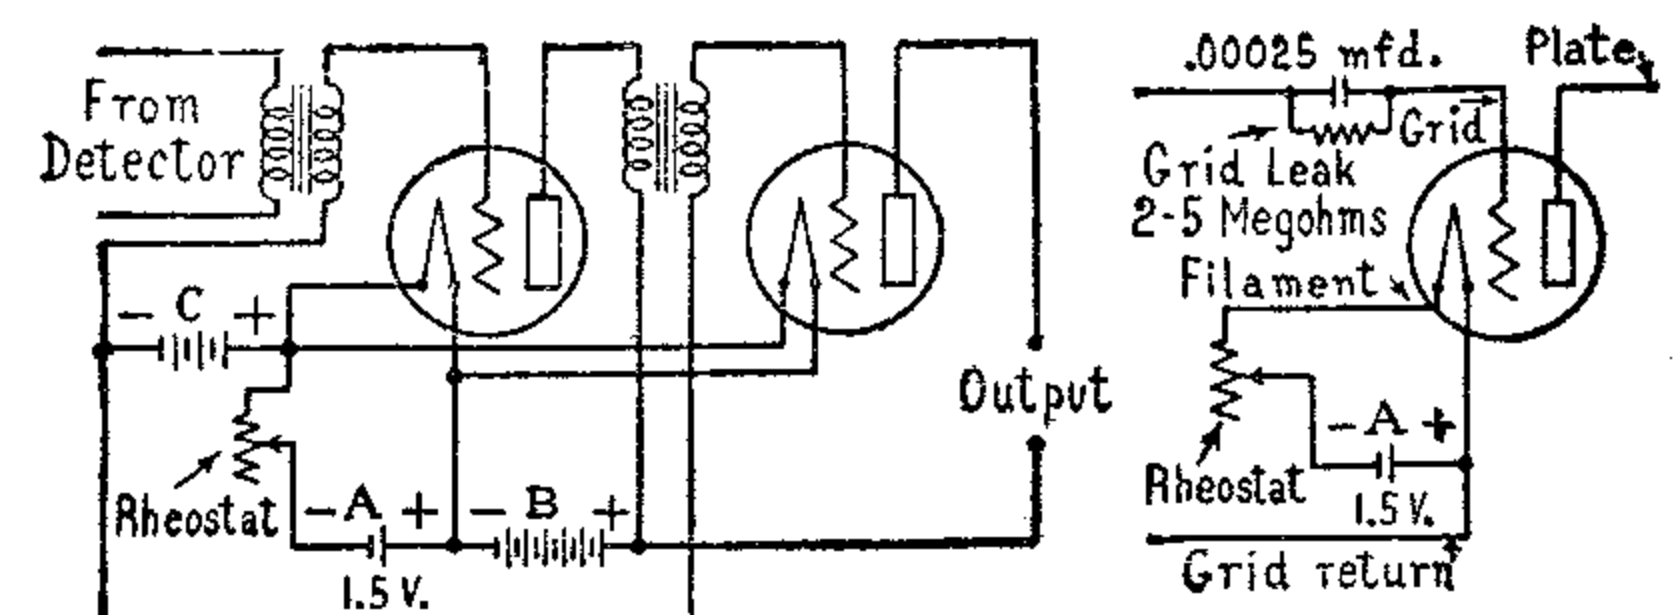 From
Detector
- C +
Rheostat
- A +
1.5 V.
- B +
Output
.00025 mfd.
Plate
Grid
Grid Leak
2-5 Megohms
Filament
Rheostat
- A +
1.5 V.
Grid return